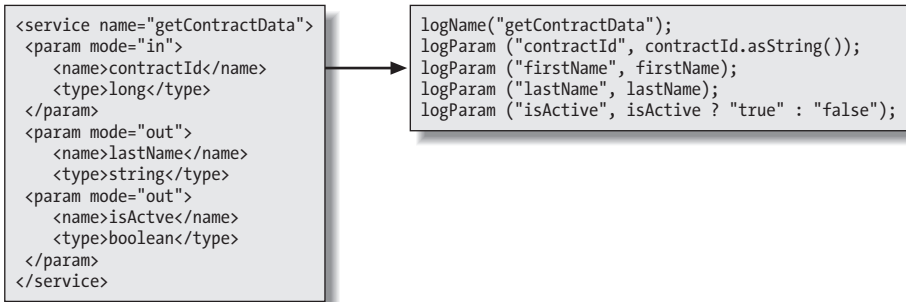 <service name="getContractData">
<param mode="in">
<name>contractId</name>
<type>long</type>
</param>
<param mode="out">
<name>lastName</name>
<type>string</type>
<param mode="out">
<name>isActve</name>
<type>boolean</type>
</param>
</service>
logName("getContractData");
logParam ("contractId", contractId.asString());
logParam ("firstName", firstName);
logParam ("lastName", lastName);
logParam ("isActive", isActive ? "true" : "false");